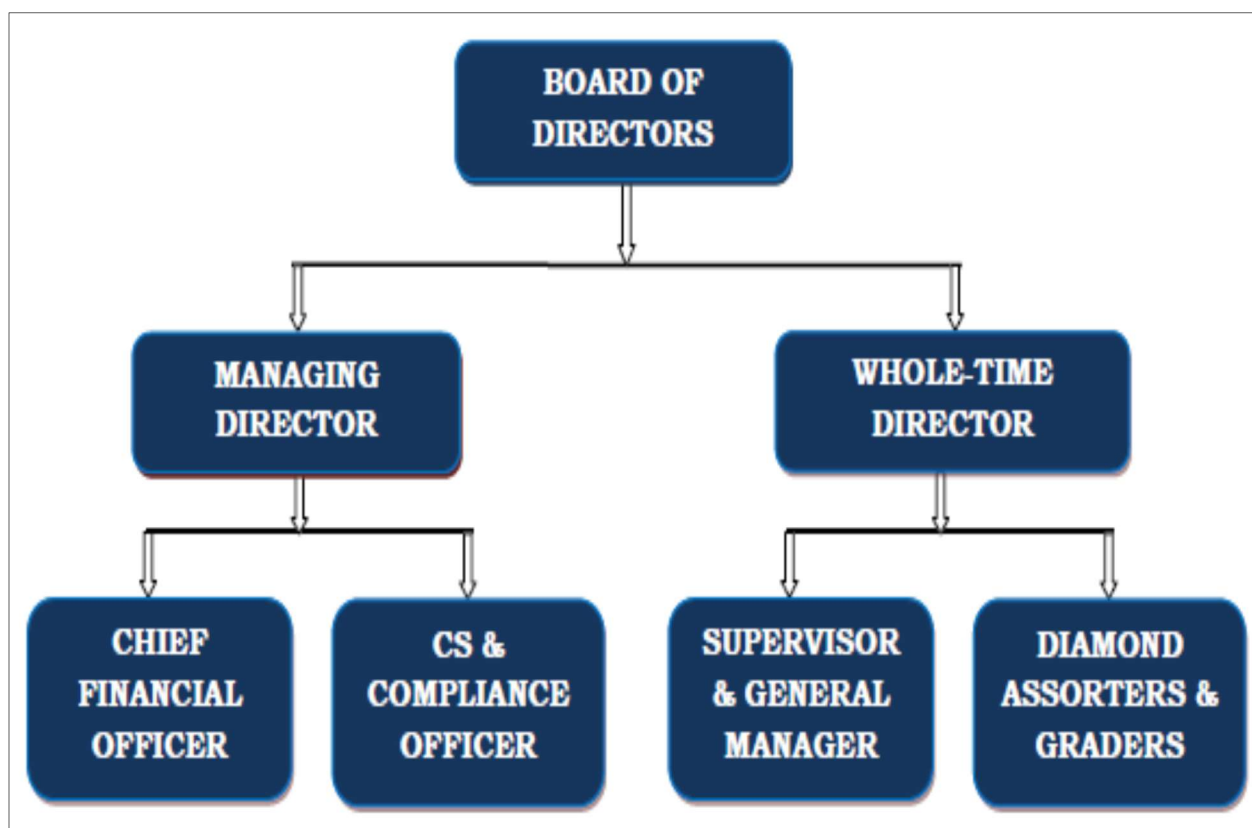 BOARD OF
DIRECTORS
MANAGING
DIRECTOR
WHOLE-TIME
DIRECTOR
CHIEF
FINANCIAL
OFFICER
CS &
COMPLIANCE
OFFICER
SUPERVISOR
& GENERAL
MANAGER
DIAMOND
ASSORTERS &
GRADERS